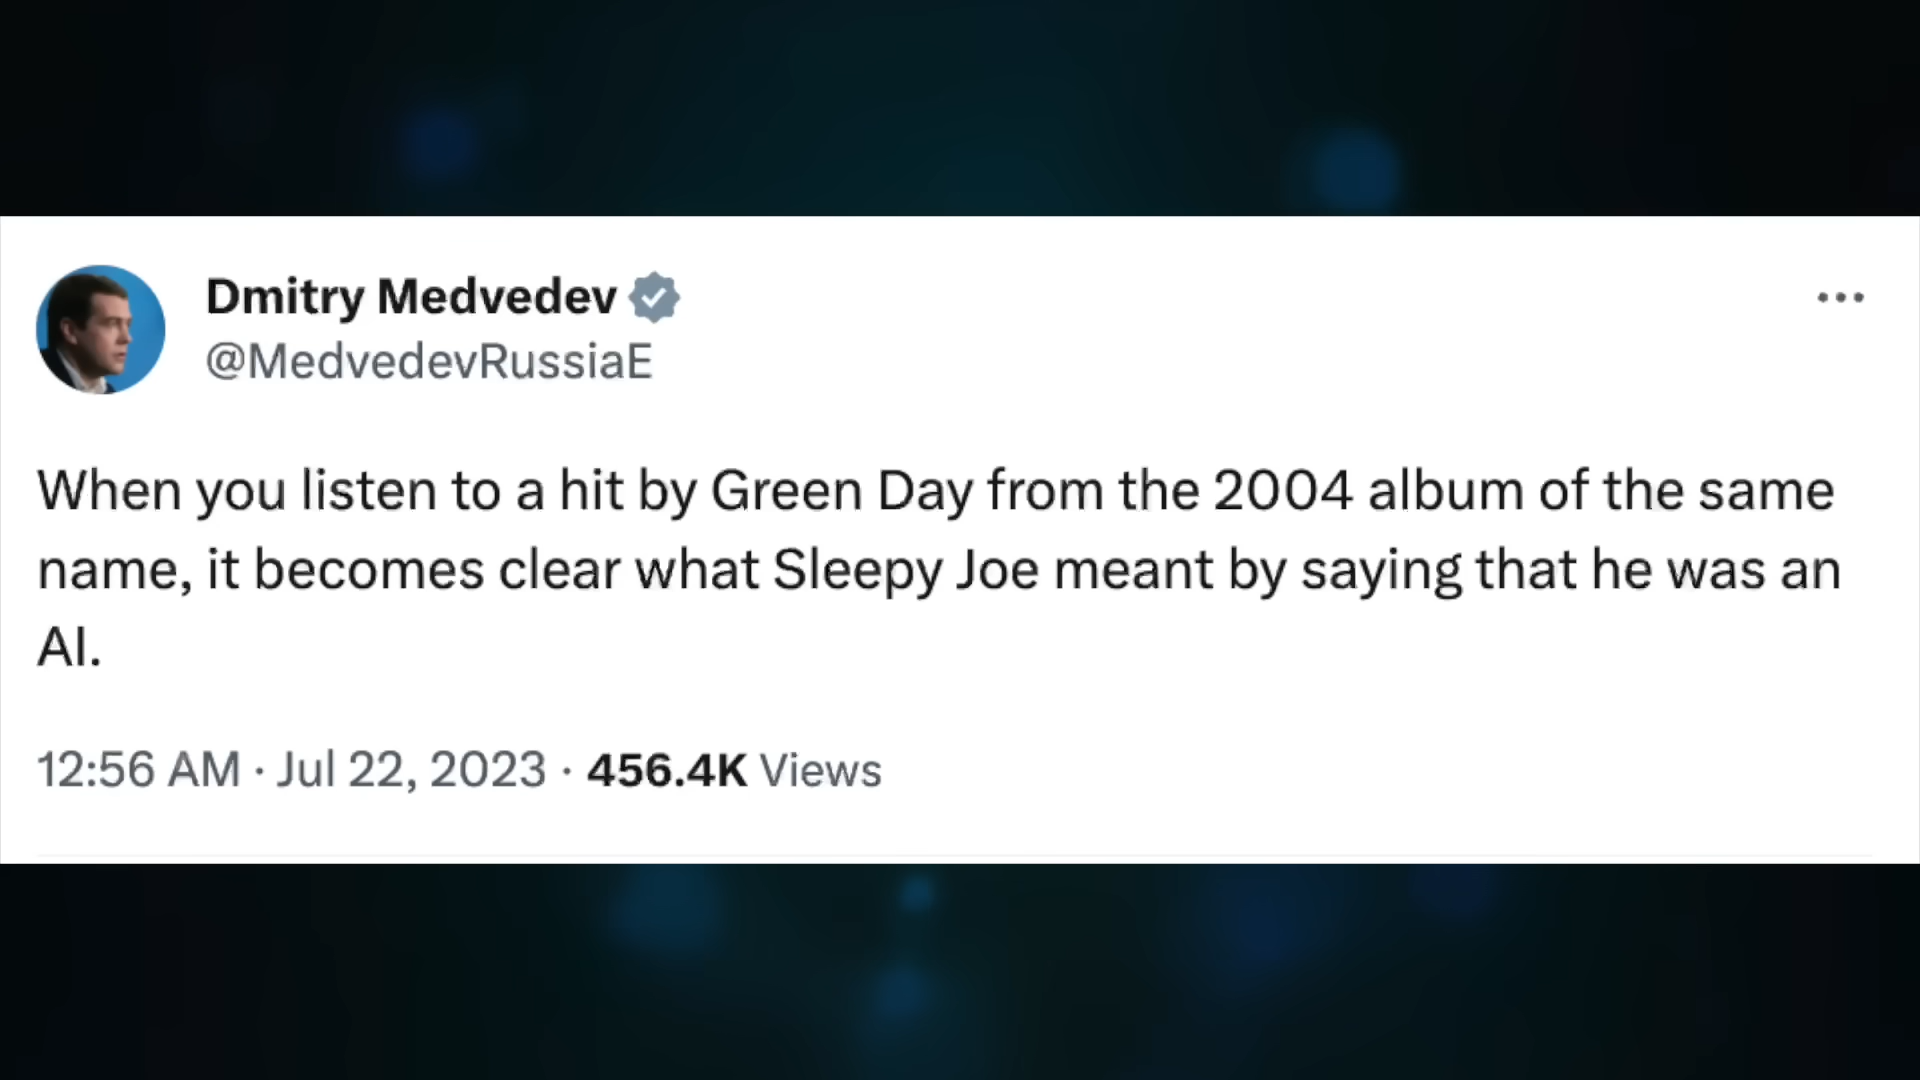 Dmitry Medvedev
@MedvedevRussiaE
When you listen to a hit by Green Day from the 2004 album of the same
name, it becomes clear what Sleepy Joe meant by saying that he was an
AI.
12:56 AM · Jul 22, 2023 · 456.4K Views